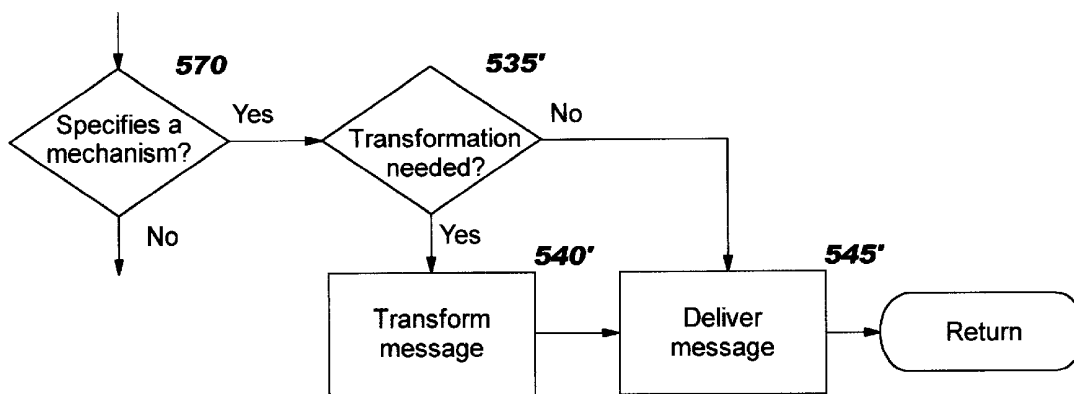 570
Specifies a
mechanism?
Yes
No
535'
Transformation
needed?
No
Yes
540'
Transform
message
545'
Deliver
message
Return